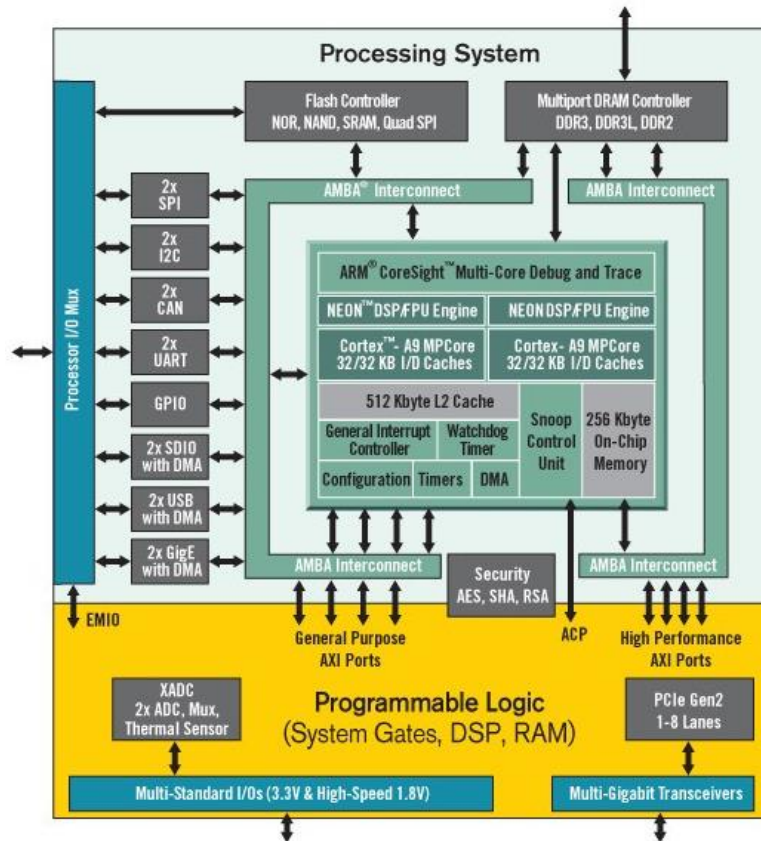 Processing System
Flash Controller
NOR, NAND, SRAM, Quad SPI
Multiport DRAM Controller
DDR3, DDR3L, DDR2
AMBA® Interconnect
AMBA Interconnect
Processor I/O Mux
2x
SPI
2x
I2C
2x
CAN
2x
UART
GPIO
2x SDIO
with DMA
2x USB
with DMA
2x GigE
with DMA
ARM® CoreSight™ Multi-Core Debug and Trace
NEON™ DSP/FPU Engine
NEON DSP/FPU Engine
Cortex™- A9 MPCore
32/32 KB I/D Caches
Cortex- A9 MPCore
32/32 KB I/D Caches
512 Kbyte L2 Cache
General Interrupt
Controller
Watchdog
Timer
Configuration
Timers
DMA
Snoop
Control
Unit
256 Kbyte
On-Chip
Memory
AMBA Interconnect
AMBA Interconnect
Security
AES, SHA, RSA
EMIO
General Purpose
AXI Ports
ACP
High Performance
AXI Ports
XADC
2x ADC, Mux,
Thermal Sensor
Programmable Logic
(System Gates, DSP, RAM)
PCIe Gen2
1-8 Lanes
Multi-Standard I/Os (3.3V & High-Speed 1.8V)
Multi-Gigabit Transceivers